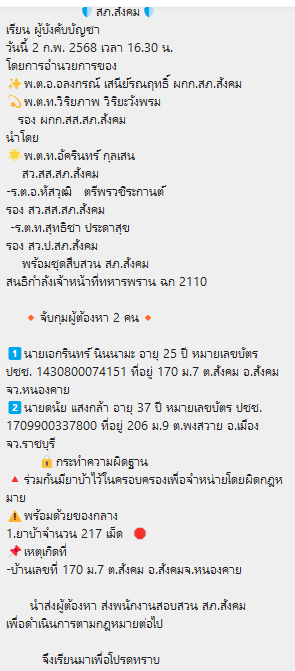 🛡️ สภ.สังคม 🛡️
เรียน ผู้บังคับบัญชา
วันนี้ 2 ก.พ. 2568 เวลา 16.30 น.
โดยการอำนวยการของ
✨พ.ต.อ.อลงกรณ์ เสนีย์รณฤทธิ์ ผกก.สภ.สังคม
💫พ.ต.ท.วิริยภาพ วิริยะวังพรม
รอง ผกก.สส.สภ.สังคม
นำโดย
🌟พ.ต.ท.อัครินทร์ กุลเสน
สว.สส.สภ.สังคม
-ร.ต.อ.หัสวุฒิ ตรีพรวชิระกานต์
รอง สว.สส.สภ.สังคม
-ร.ต.ท.สุทธิชา ประดาสุข
รอง สว.ป.สภ.สังคม
พร้อมชุดสืบสวน สภ.สังคม
สนธิกำลังเจ้าหน้าที่ทหารพราน ฉก 2110
🔸 จับกุมผู้ต้องหา 2 คน 🔸
1️⃣ นายเอกรินทร์ นินนามะ อายุ 25 ปี หมายเลขบัตร
ปชช. 1430800074151 ที่อยู่ 170 ม.7 ต.สังคม อ.สังคม
จว.หนองคาย
2️⃣ นายดนัย แสงกล้า อายุ 37 ปี หมายเลขบัตร ปชช.
1709900337800 ที่อยู่ 206 ม.9 ต.พงสวาย อ.เมือง
จว.ราชบุรี
🔒กระทำความผิดฐาน
🔺ร่วมกันมียาบ้าไว้ในครอบครองเพื่อจำหน่ายโดยผิดกฎห
มาย
⚠️พร้อมด้วยของกลาง
1.ยาบ้าจำนวน 217 เม็ด 🔴
📌เหตุเกิดที่
-บ้านเลขที่ 170 ม.7 ต.สังคม อ.สังคมจ.หนองคาย
นำส่งผู้ต้องหา ส่งพนักงานสอบสวน สภ.สังคม
เพื่อดำเนินการตามกฎหมายต่อไป
จึงเรียนมาเพื่อโปรดทราบ